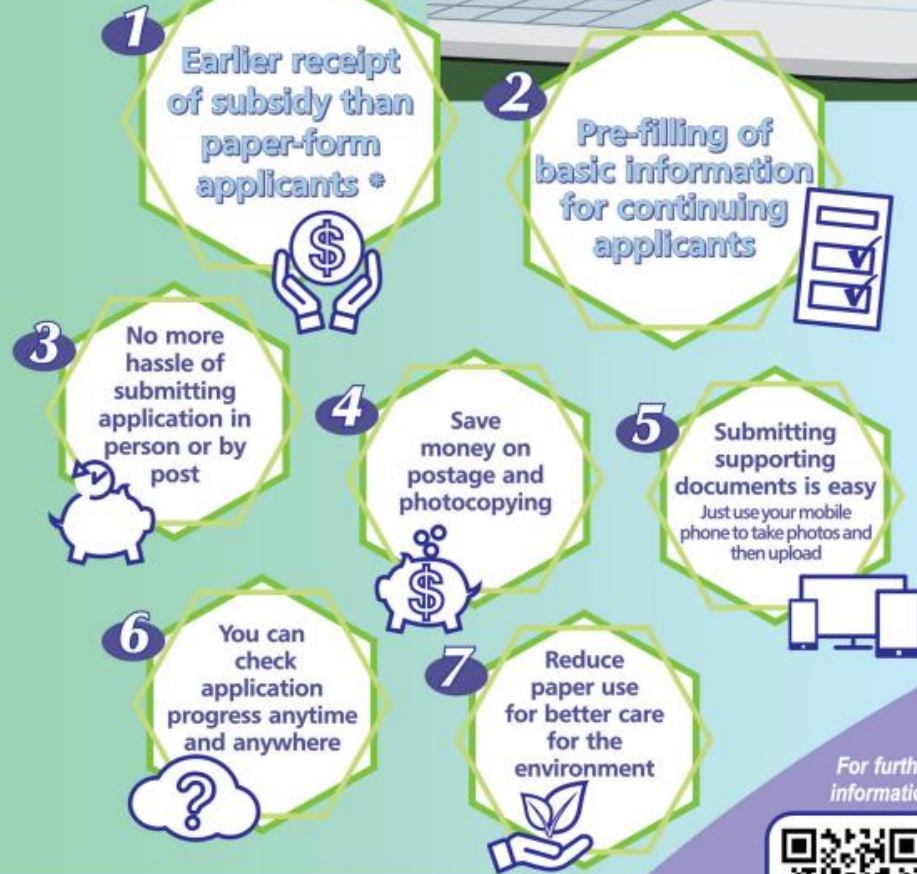 1
Earlier receipt
of subsidy than
paper-form
applicants *
2
Pre-filling of
basic information
for continuing
applicants
3
No more
hassle of
submitting
application in
person or by
post
4
Save
money on
postage and
photocopying
5
Submitting
supporting
documents is easy
Just use your mobile
phone to take photos and
then upload
6
You can
check
application
progress anytime
and anywhere
7
Reduce
paper use
for better care
for the
environment
For